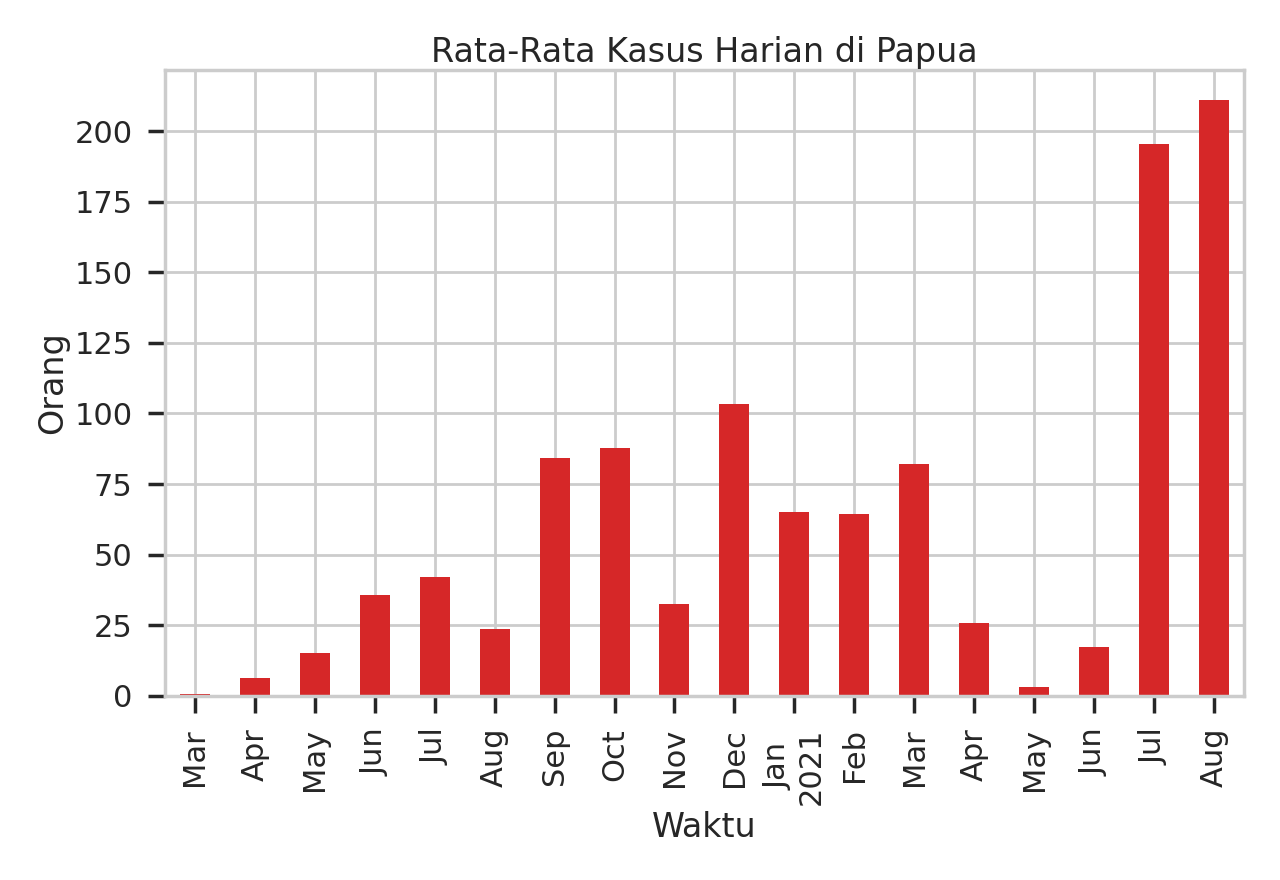 Rata-Rata Kasus Harian di Papua
Orang
200
175
150
125
100
75
50
25
0
Mar
Apr
May
Jun
Jul
Aug
Sep
Oct
Nov
Dec
Jan
2021
Feb
Mar
Apr
May
Jun
Jul
Aug
Waktu